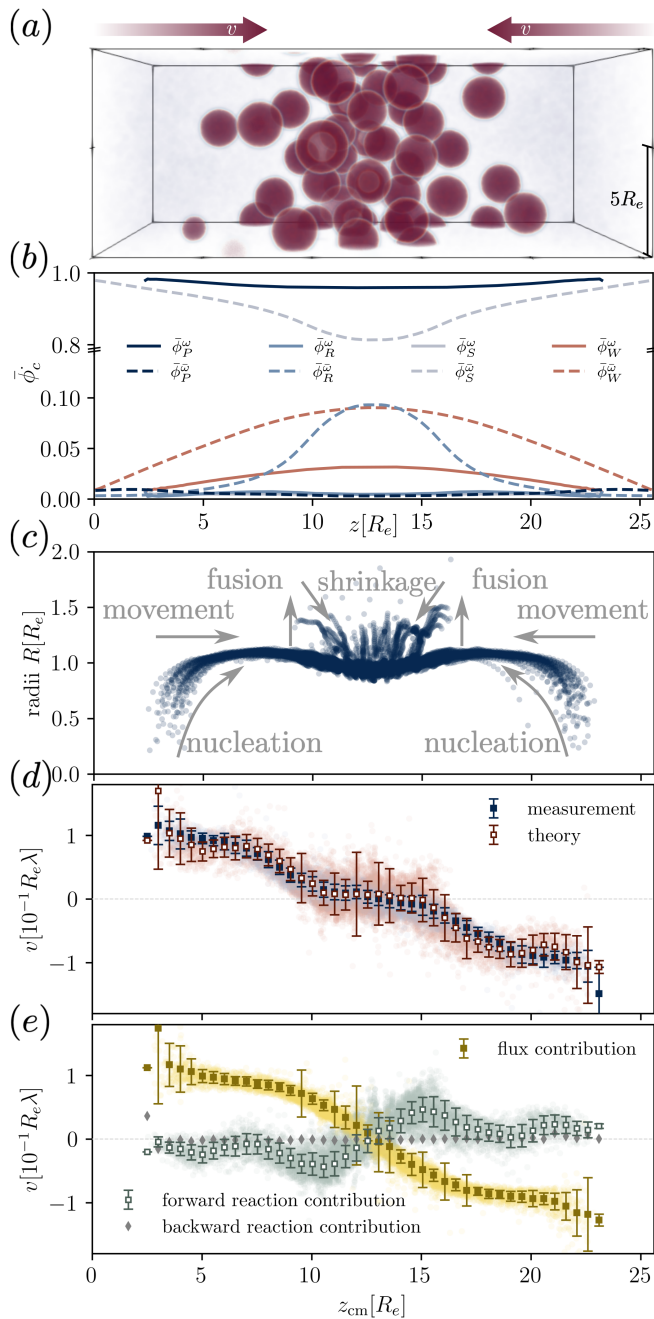 (a)
v
v
5R_e
(b)
1.0
0.8
φ̄_P^ω φ̄_R^ω φ̄_S^ω φ̄_W^ω
φ̄_P^ω̄ φ̄_R^ω̄ φ̄_S^ω̄ φ̄_W^ω̄
φ̄_c^·
0.10
0.05
0.00
0 5 10 15 20 25
z[R_e]
(c)
2.0
1.5
1.0
0.5
0.0
radii R[R_e]
fusion shrinkage fusion
movement movement
nucleation nucleation
(d)
1
0
−1
v[10^{−1}R_eλ]
measurement
theory
(e)
1
0
−1
v[10^{−1}R_eλ]
flux contribution
forward reaction contribution
backward reaction contribution
0 5 10 15 20 25
z_cm[R_e]